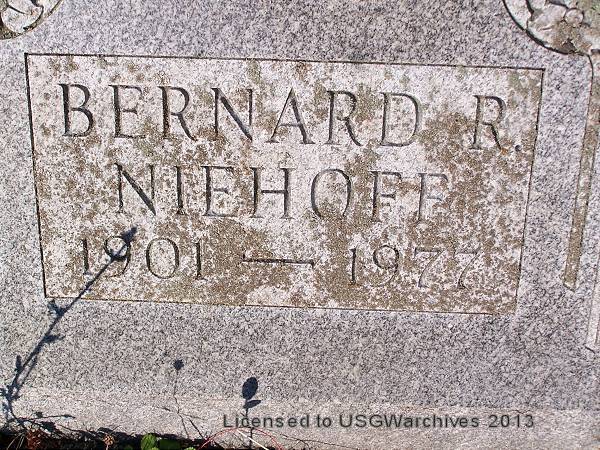 BERNARD R.
NIEHOFF
1901 — 1977
Licensed to USGWarchives 2013